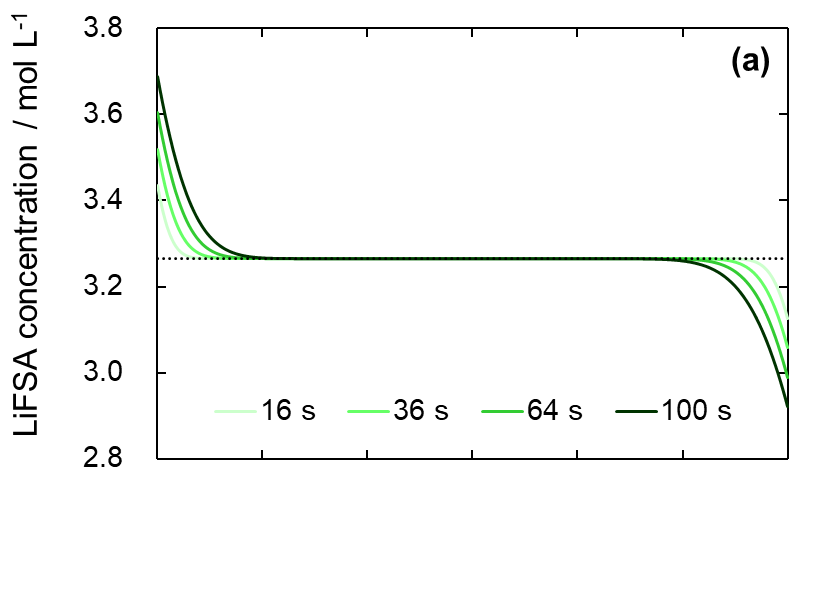 LiFSA concentration / mol L-1
3.8
3.6
3.4
3.2
3.0
2.8
(a)
16 s 36 s 64 s 100 s